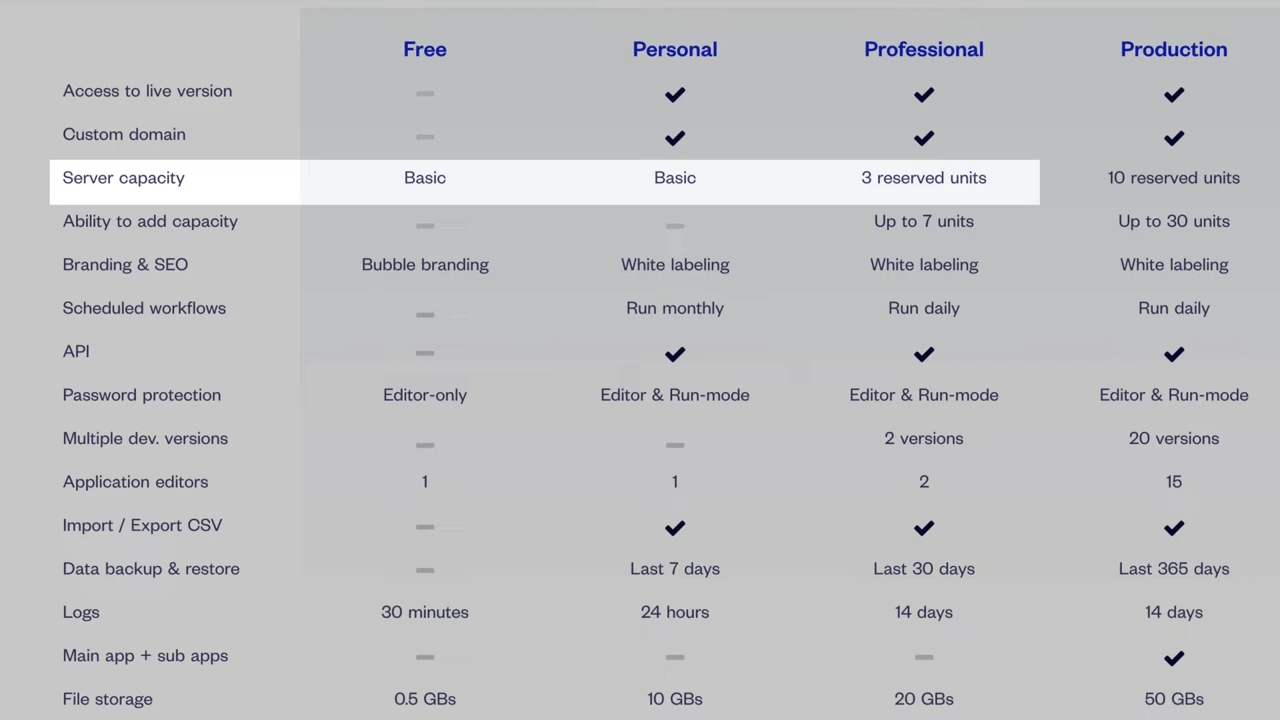 Free Personal Professional Production
Access to live version
Custom domain
Server capacity Basic Basic 3 reserved units 10 reserved units
Ability to add capacity Up to 7 units Up to 30 units
Branding & SEO Bubble branding White labeling White labeling White labeling
Scheduled workflows Run monthly Run daily Run daily
API
Password protection Editor-only Editor & Run-mode Editor & Run-mode Editor & Run-mode
Multiple dev. versions 2 versions 20 versions
Application editors 1 1 2 15
Import / Export CSV
Data backup & restore Last 7 days Last 30 days Last 365 days
Logs 30 minutes 24 hours 14 days 14 days
Main app + sub apps
File storage 0.5 GBs 10 GBs 20 GBs 50 GBs